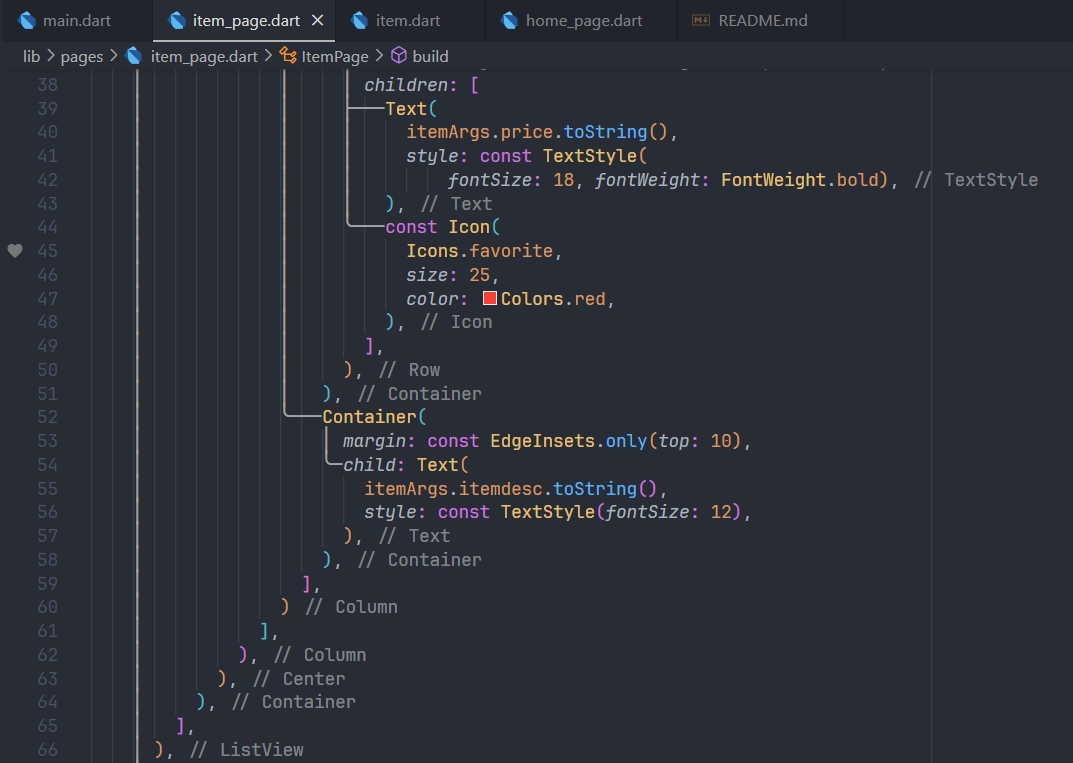 main.dart item_page.dart item.dart home_page.dart README.md
lib > pages > item_page.dart > ItemPage > build
38 children: [
39 Text(
40 itemArgs.price.toString(),
41 style: const TextStyle(
42 fontSize: 18, fontWeight: FontWeight.bold), // TextStyle
43 ), // Text
44 const Icon(
45 Icons.favorite,
46 size: 25,
47 color: Colors.red,
48 ), // Icon
49 ],
50 ), // Row
51 ), // Container
52 Container(
53 margin: const EdgeInsets.only(top: 10),
54 child: Text(
55 itemArgs.itemdesc.toString(),
56 style: const TextStyle(fontSize: 12),
57 ), // Text
58 ), // Container
59 ],
60 ) // Column
61 ],
62 ), // Column
63 ), // Center
64 ), // Container
65 ],
66 ), // ListView